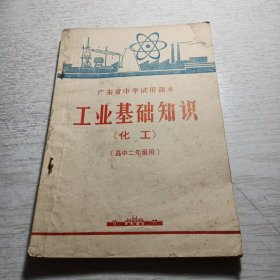 广东省中学试用课本
工业基础知识
（化工）
（高中二年级用）